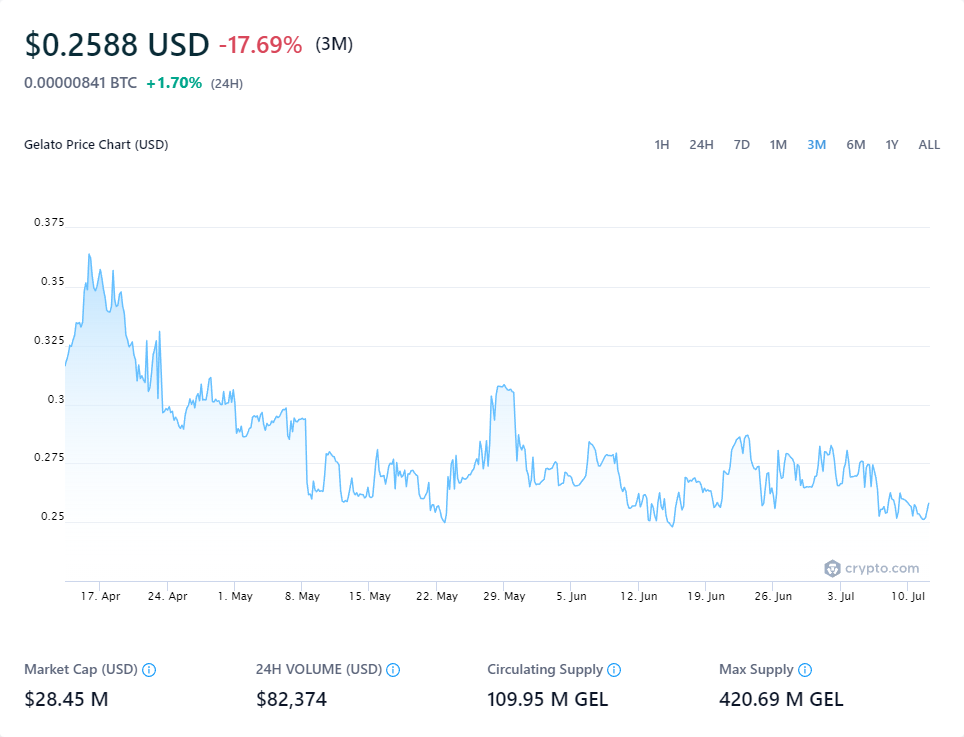 $0.2588 USD -17.69% (3M)
0.00000841 BTC +1.70% (24H)
Gelato Price Chart (USD)
1H 24H 7D 1M 3M 6M 1Y ALL
0.375
0.35
0.325
0.3
0.275
0.25
crypto.com
17. Apr 24. Apr 1. May 8. May 15. May 22. May 29. May 5. Jun 12. Jun 19. Jun 26. Jun 3. Jul 10. Jul
Market Cap (USD) 24H VOLUME (USD) Circulating Supply Max Supply
$28.45 M $82,374 109.95 M GEL 420.69 M GEL